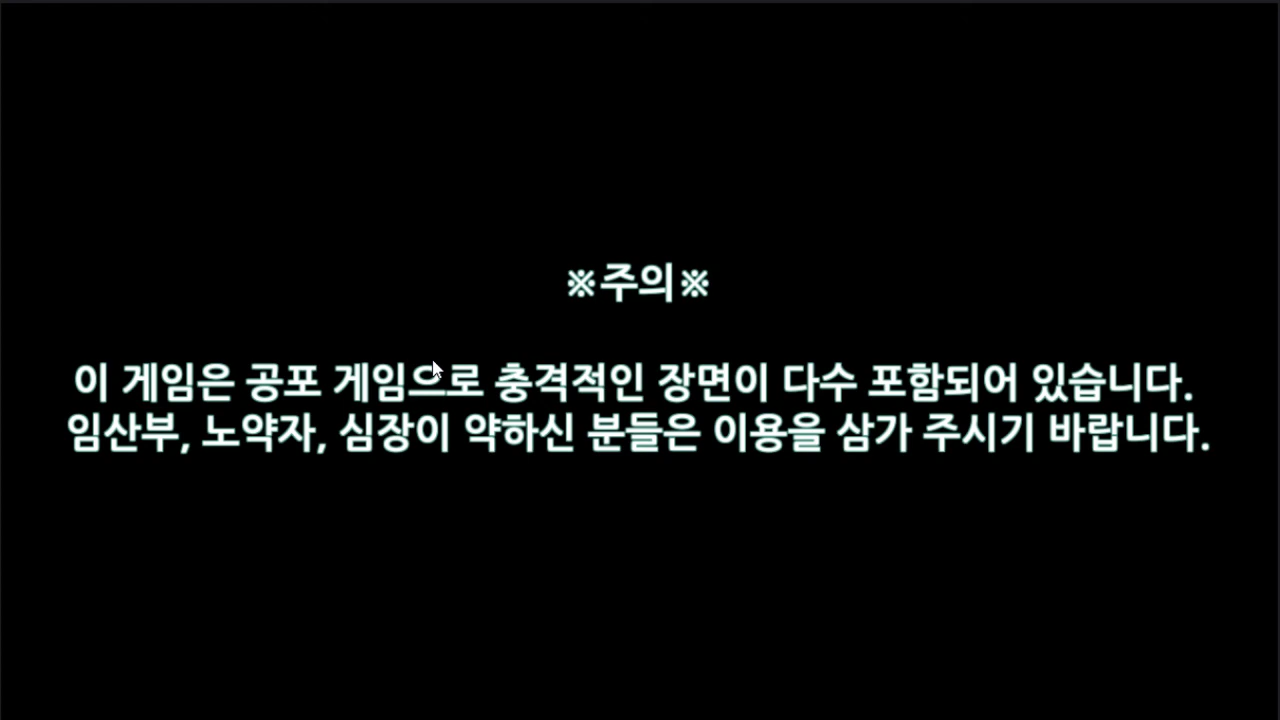 ※주의※
이 게임은 공포 게임으로 충격적인 장면이 다수 포함되어 있습니다.
임산부, 노약자, 심장이 약하신 분들은 이용을 삼가 주시기 바랍니다.